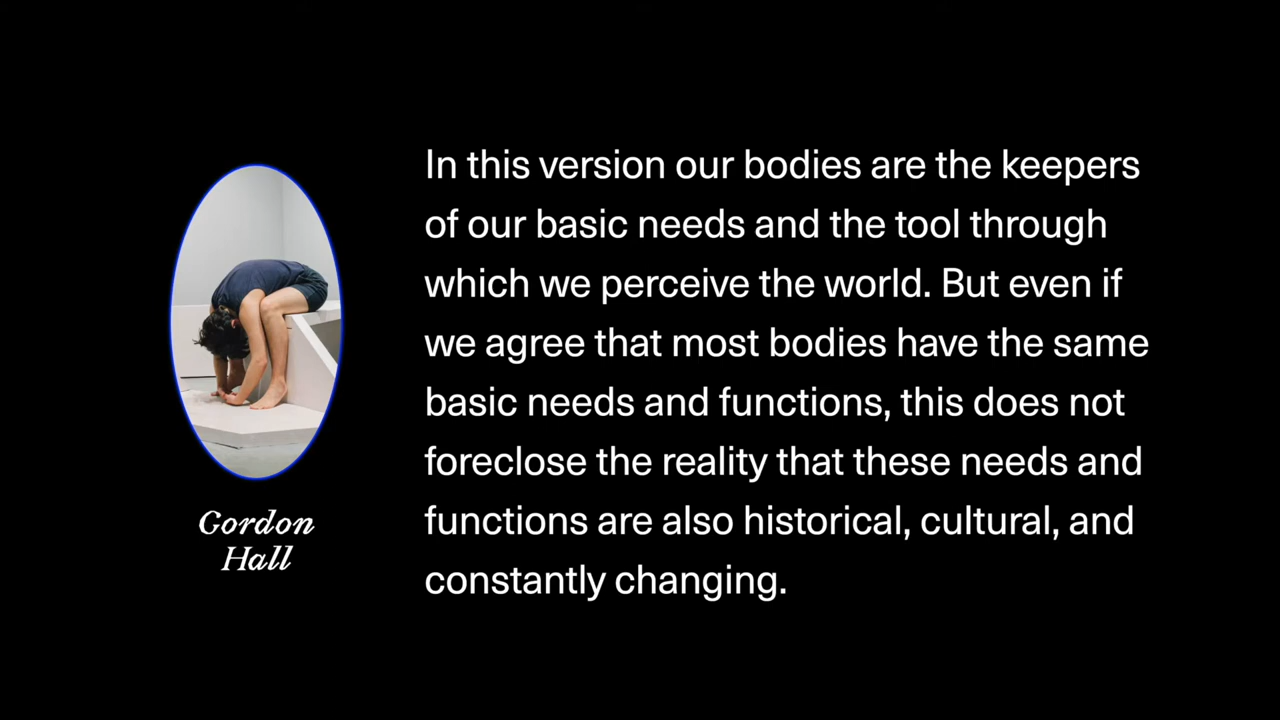 Gordon
Hall
In this version our bodies are the keepers
of our basic needs and the tool through
which we perceive the world. But even if
we agree that most bodies have the same
basic needs and functions, this does not
foreclose the reality that these needs and
functions are also historical, cultural, and
constantly changing.